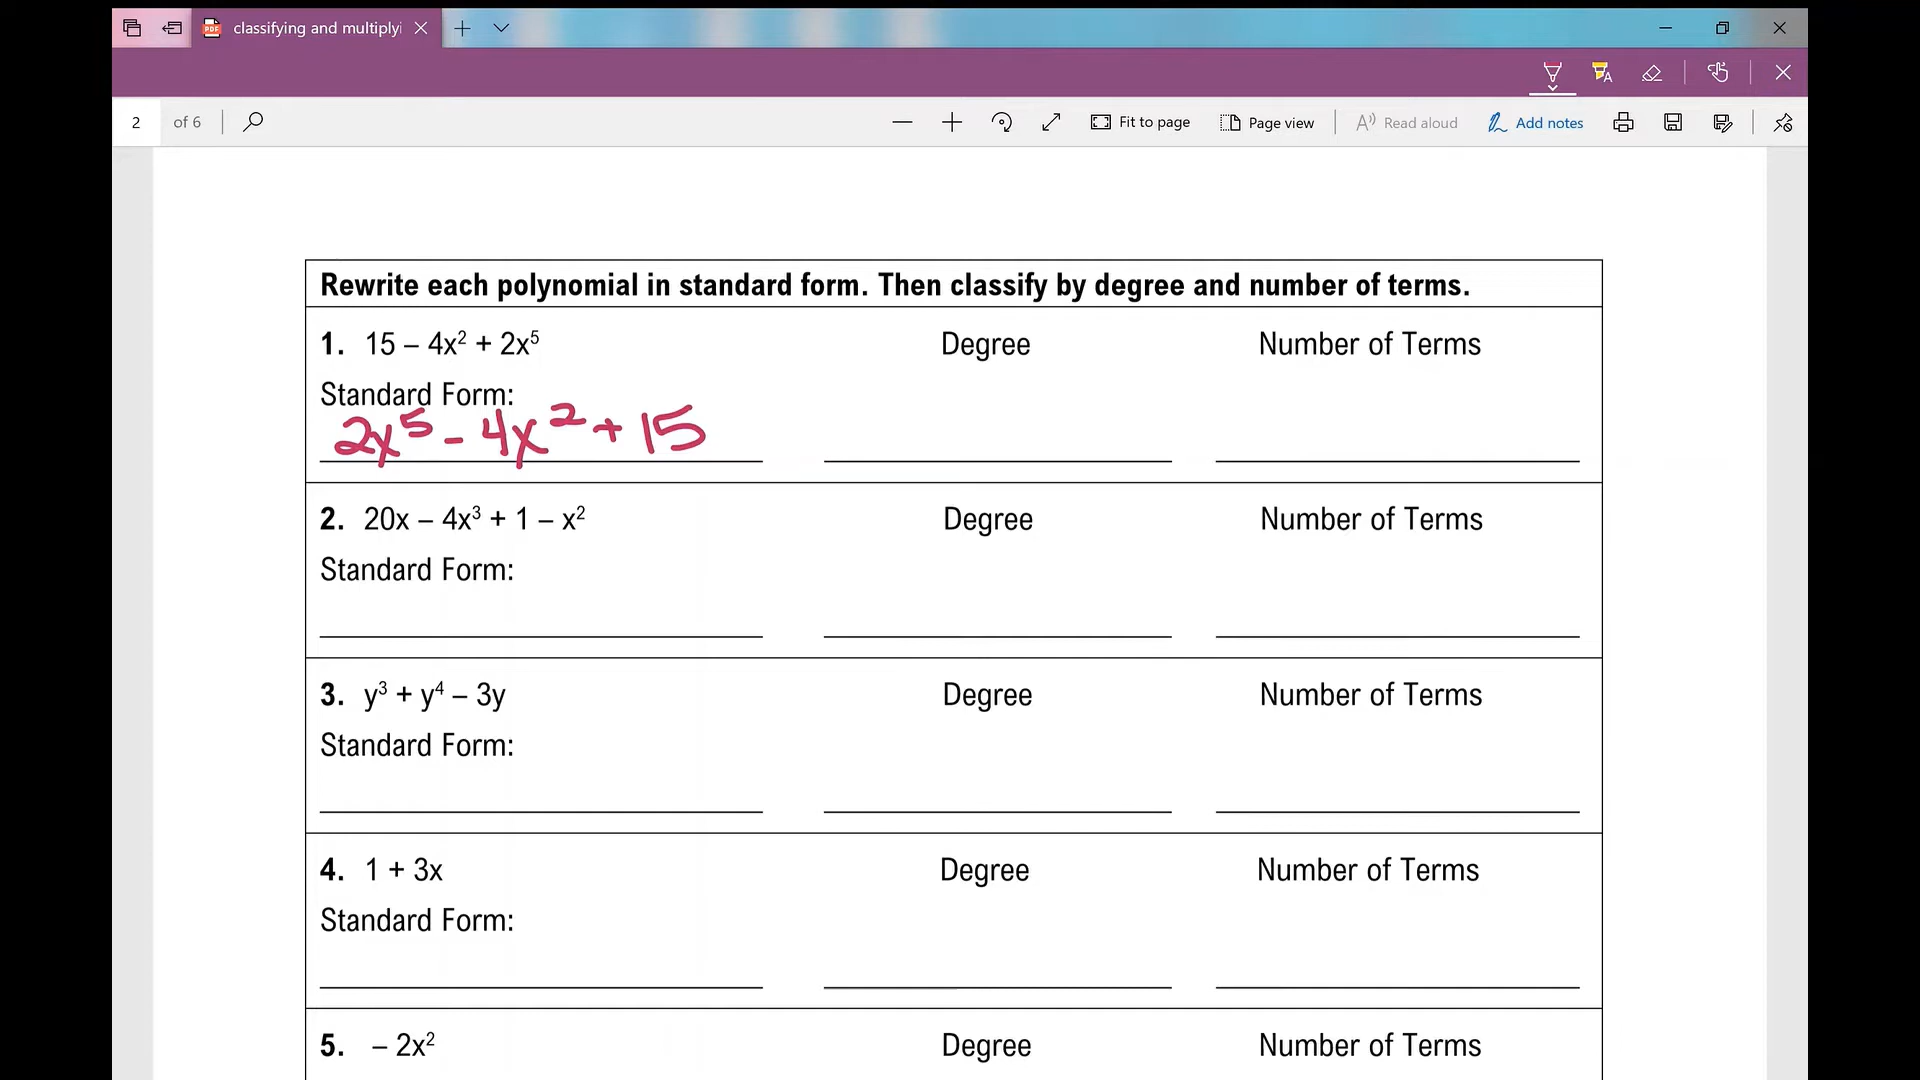 classifying and multiplyi
2 of 6 Fit to page Page view Read aloud Add notes
Rewrite each polynomial in standard form. Then classify by degree and number of terms.
1. 15 – 4x² + 2x⁵ Degree Number of Terms
Standard Form:
2x⁵ - 4x² + 15
2. 20x – 4x³ + 1 – x² Degree Number of Terms
Standard Form:
3. y³ + y⁴ – 3y Degree Number of Terms
Standard Form:
4. 1 + 3x Degree Number of Terms
Standard Form:
5. – 2x² Degree Number of Terms